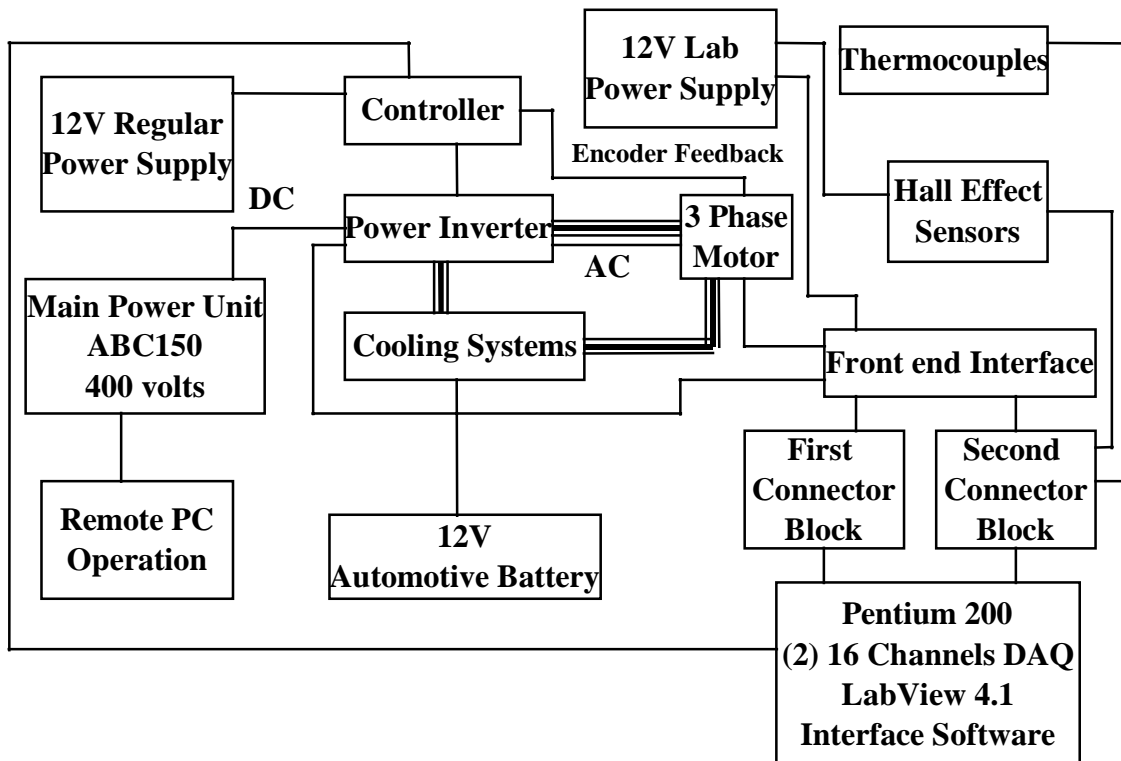 12V Lab
Power Supply
Thermocouples
12V Regular
Power Supply
Controller
Encoder Feedback
DC
Power Inverter
3 Phase
Motor
AC
Hall Effect
Sensors
Main Power Unit
ABC150
400 volts
Cooling Systems
Front end Interface
First
Connector
Block
Second
Connector
Block
Remote PC
Operation
12V
Automotive Battery
Pentium 200
(2) 16 Channels DAQ
LabView 4.1
Interface Software